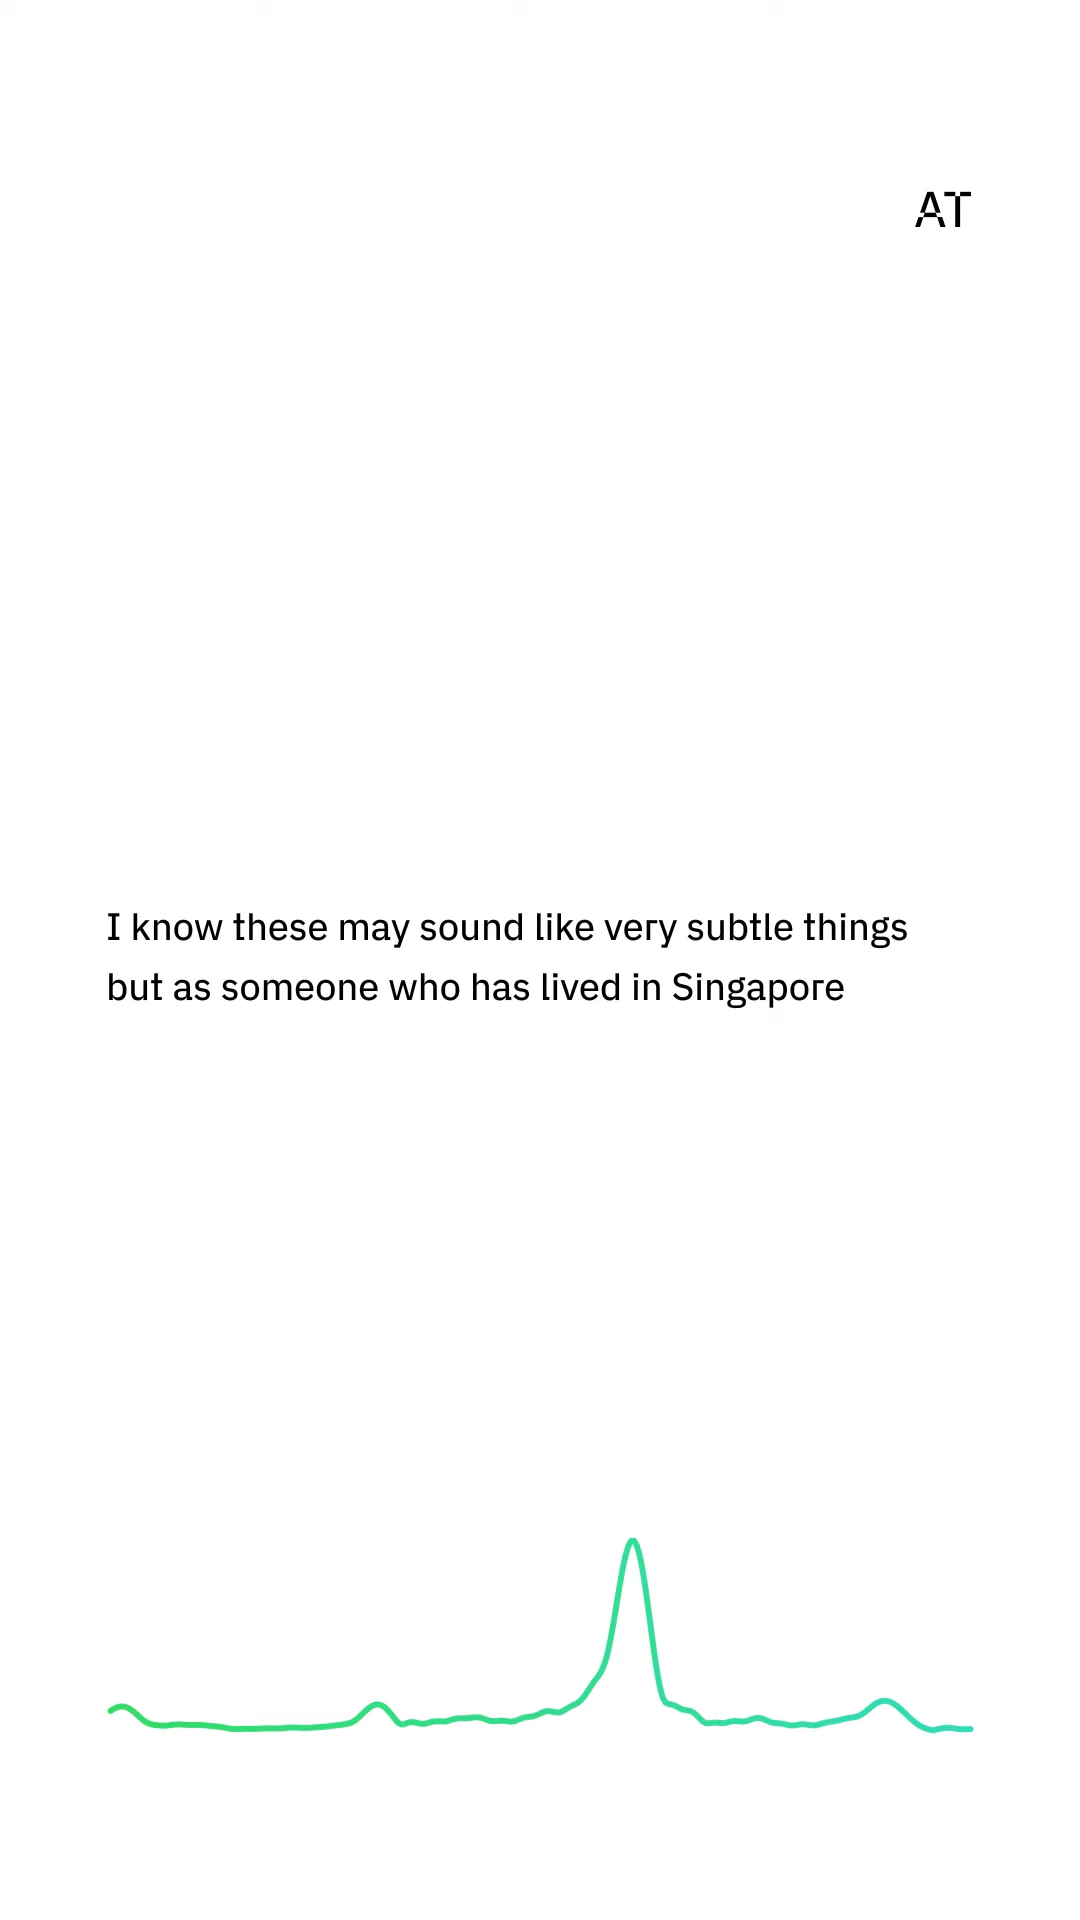 AT
I know these may sound like very subtle things
but as someone who has lived in Singapore